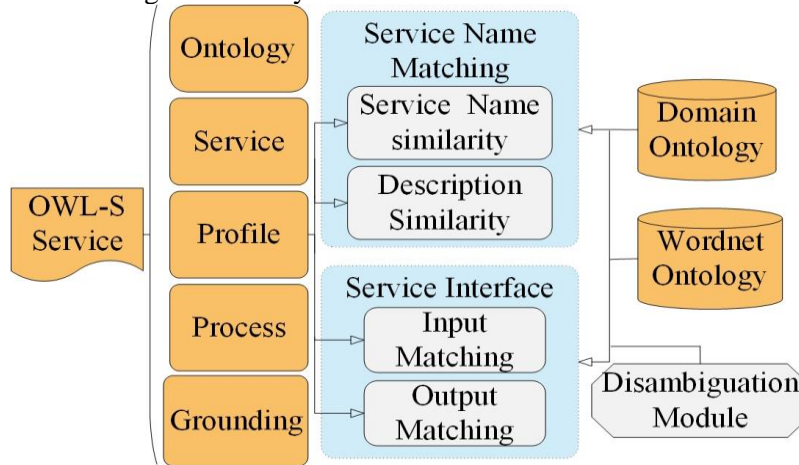 OWL-S
Service
Ontology
Service
Profile
Process
Grounding
Service Name
Matching
Service Name
similarity
Description
Similarity
Service Interface
Input
Matching
Output
Matching
Domain
Ontology
Wordnet
Ontology
Disambiguation
Module